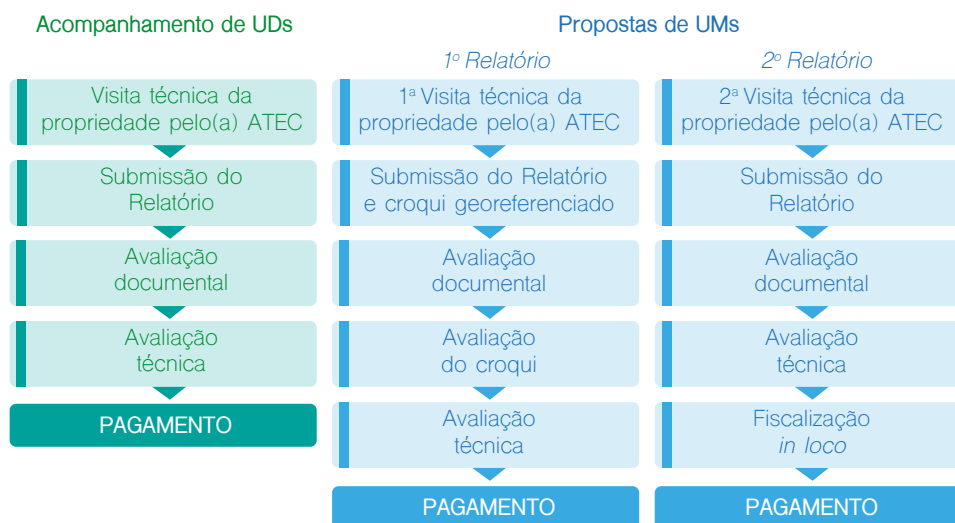 Acompanhamento de UDs
Visita técnica da
propriedade pelo(a) ATEC
Submissão do
Relatório
Avaliação
documental
Avaliação
técnica
PAGAMENTO
Propostas de UMs
1º Relatório
1ª Visita técnica da
propriedade pelo(a) ATEC
Submissão do Relatório
e croqui georeferenciado
Avaliação
documental
Avaliação
do croqui
Avaliação
técnica
PAGAMENTO
2º Relatório
2ª Visita técnica da
propriedade pelo(a) ATEC
Submissão do
Relatório
Avaliação
documental
Avaliação
técnica
Fiscalização
in loco
PAGAMENTO